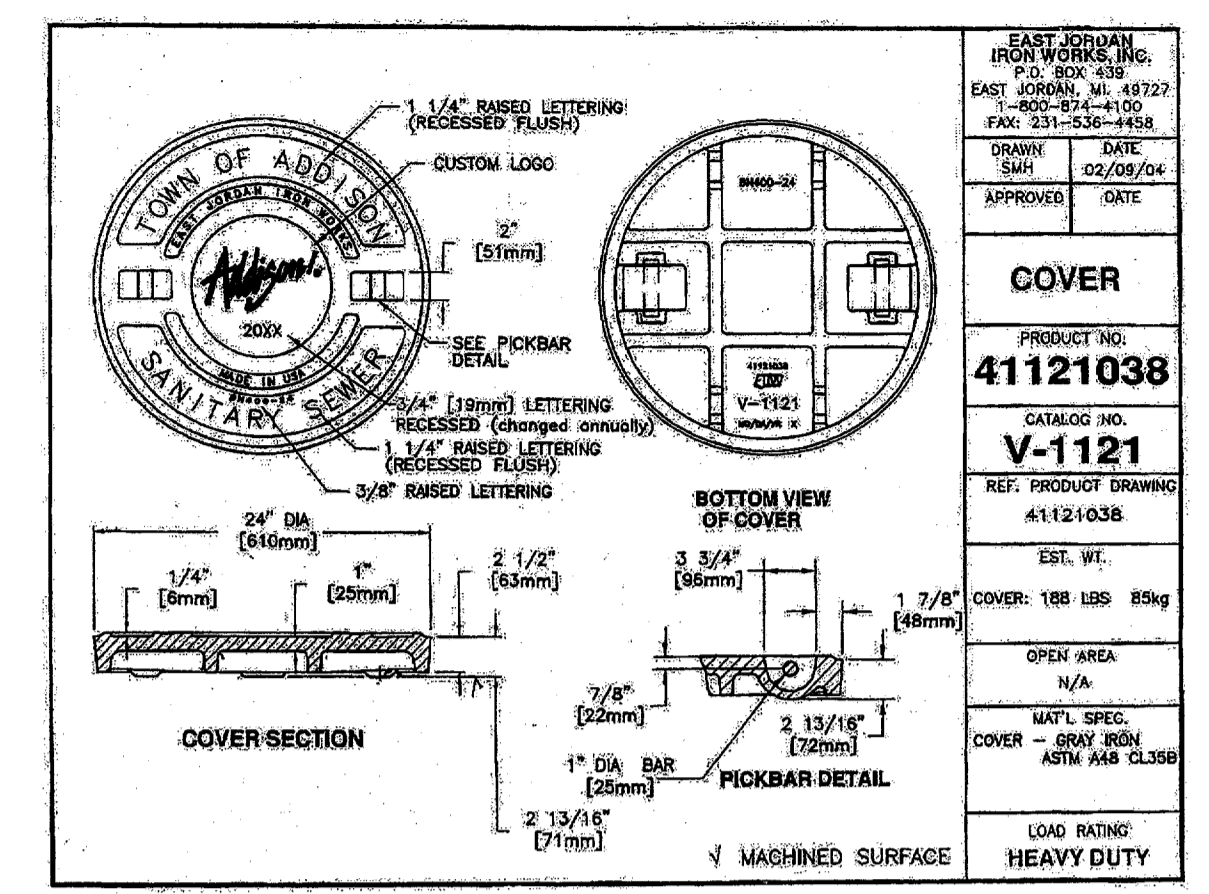 EAST JORDAN
IRON WORKS, INC.
P.O. BOX 439
EAST JORDAN, MI. 49727
1-800-874-4100
FAX: 231-536-4458
DRAWN
SMH
DATE
02/09/04
APPROVED
DATE
COVER
PRODUCT NO.
41121038
CATALOG NO.
V-1121
REF. PRODUCT DRAWING
41121038
EST. WT.
COVER: 188 LBS 85kg
OPEN AREA
N/A
MAT'L SPEC.
COVER - GRAY IRON
ASTM A48 CL35B
LOAD RATING
HEAVY DUTY
1 1/4" RAISED LETTERING
(RECESSED FLUSH)
CUSTOM LOGO
TOWN OF ADDISON
EAST JORDAN IRON WORKS
Addison!
20XX
MADE IN USA
SANITARY SEWER
2"
[51mm]
SEE PICKBAR
DETAIL
3/4" [19mm] LETTERING
RECESSED (changed annually)
1 1/4" RAISED LETTERING
(RECESSED FLUSH)
3/8" RAISED LETTERING
SH400-24
41121038
EJIW
V-1121
BOTTOM VIEW
OF COVER
24" DIA
[610mm]
1/4"
[6mm]
1"
[25mm]
2 1/2"
[63mm]
COVER SECTION
2 13/16"
[71mm]
3 3/4"
[96mm]
1 7/8"
[48mm]
7/8"
[22mm]
2 13/16"
[72mm]
1" DIA BAR
[25mm]
PICKBAR DETAIL
√ MACHINED SURFACE